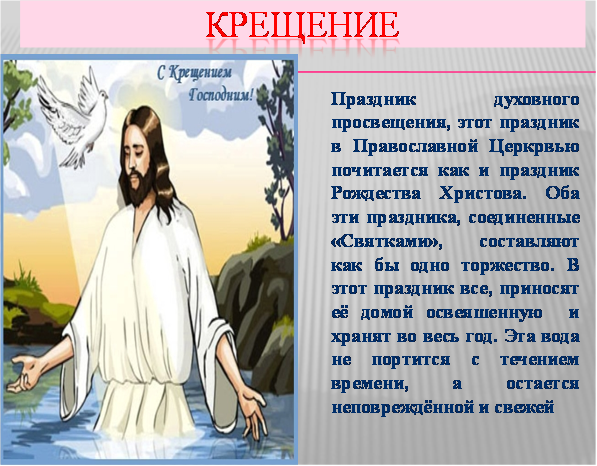 КРЕЩЕНИЕ
С Крещением
Господним!
Праздник духовного
просвещения, этот праздник
в Православной Церкрвью
почитается как и праздник
Рождества Христова. Оба
эти праздника, соединенные
«Святками», составляют
как бы одно торжество. В
этот праздник все, приносят
её домой освеяшенную и
хранят во весь год. Эта вода
не портится с течением
времени, а остается
неповреждённой и свежей